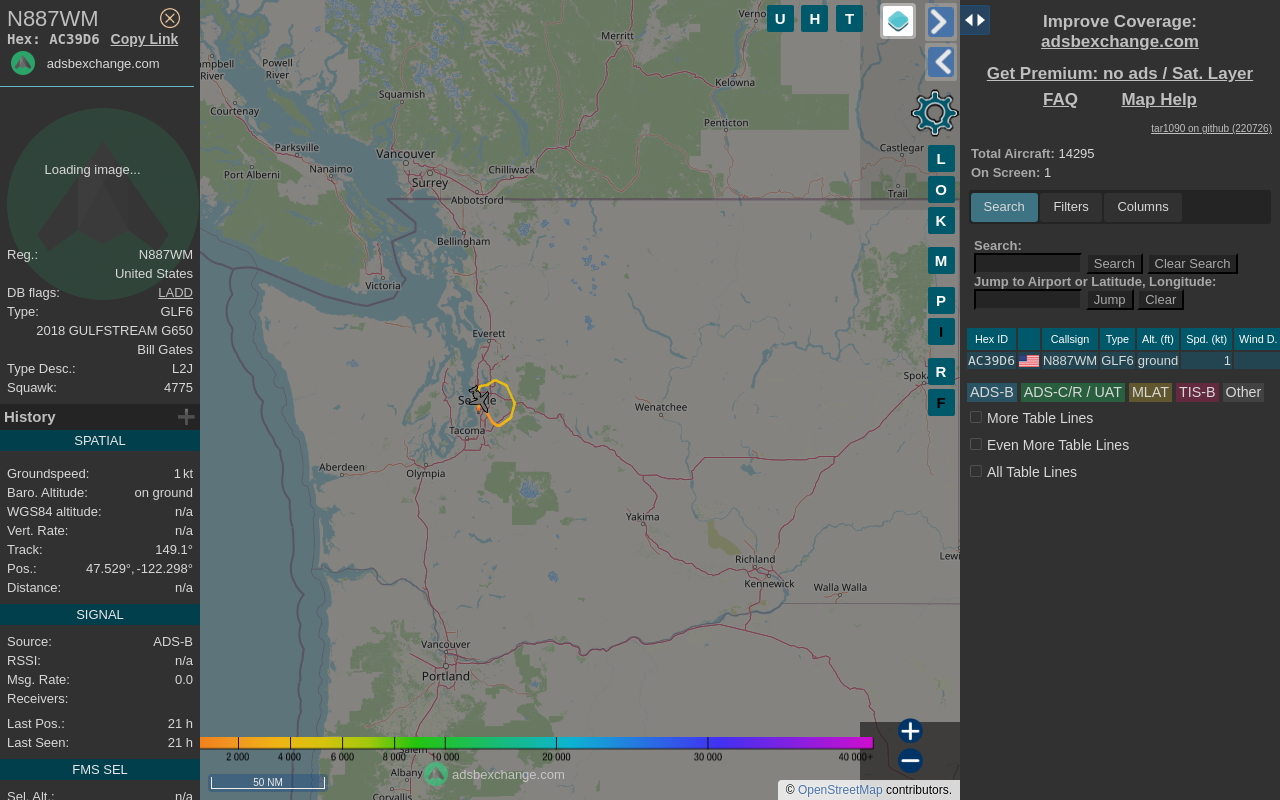 N887WM
Hex: AC39D6 Copy Link
adsbexchange.com
Loading image...
Reg.: N887WM
United States
DB flags: LADD
Type: GLF6
2018 GULFSTREAM G650
Bill Gates
Type Desc.: L2J
Squawk: 4775
History
SPATIAL
Groundspeed: 1 kt
Baro. Altitude: on ground
WGS84 altitude: n/a
Vert. Rate: n/a
Track: 149.1°
Pos.: 47.529°, -122.298°
Distance: n/a
SIGNAL
Source: ADS-B
RSSI: n/a
Msg. Rate: 0.0
Receivers:
Last Pos.: 21 h
Last Seen: 21 h
FMS SEL
Sel. Alt.: n/a
U H T
Verno
Merritt
mpbell
River
Powell
River
Kelowna
Squamish
Courtenay
Penticton
Parksville
Vancouver
Castlegar
Nanaimo
Port Alberni
Chilliwack
Surrey
Trail
Abbotsford
Bellingham
Victoria
Everett
Spok
Se le
Wenatchee
Tacoma
Aberdeen
Olympia
Yakima
Richland
Lewi
Kennewick
Walla Walla
Vancouver
Portland
Salem
Albany
Corvallis
L
O
K
M
P
I
R
F
2 000 4 000 6 000 8 000 10 000 20 000 30 000 40 000+
adsbexchange.com
50 NM
© OpenStreetMap contributors.
Improve Coverage:
adsbexchange.com
Get Premium: no ads / Sat. Layer
FAQ Map Help
tar1090 on github (220726)
Total Aircraft: 14295
On Screen: 1
Search Filters Columns
Search:
Search Clear Search
Jump to Airport or Latitude, Longitude:
Jump Clear
Hex ID Callsign Type Alt. (ft) Spd. (kt) Wind D.
AC39D6 N887WM GLF6 ground 1
ADS-B ADS-C/R / UAT MLAT TIS-B Other
More Table Lines
Even More Table Lines
All Table Lines